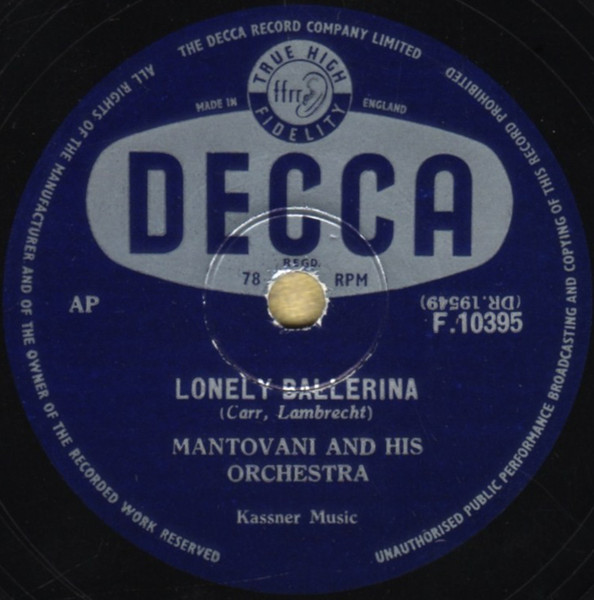 THE DECCA RECORD COMPANY LIMITED
ALL RIGHTS OF THE MANUFACTURER AND OF THE OWNER OF THE RECORDED WORK RESERVED
UNAUTHORISED PUBLIC PERFORMANCE BROADCASTING AND COPYING OF THIS RECORD PROHIBITED
TRUE HIGH
ffrr
FIDELITY
MADE IN ENGLAND
DECCA
REGD.
78 RPM
AP
(DR.19549)
F.10395
LONELY BALLERINA
(Carr, Lambrecht)
MANTOVANI AND HIS
ORCHESTRA
Kassner Music